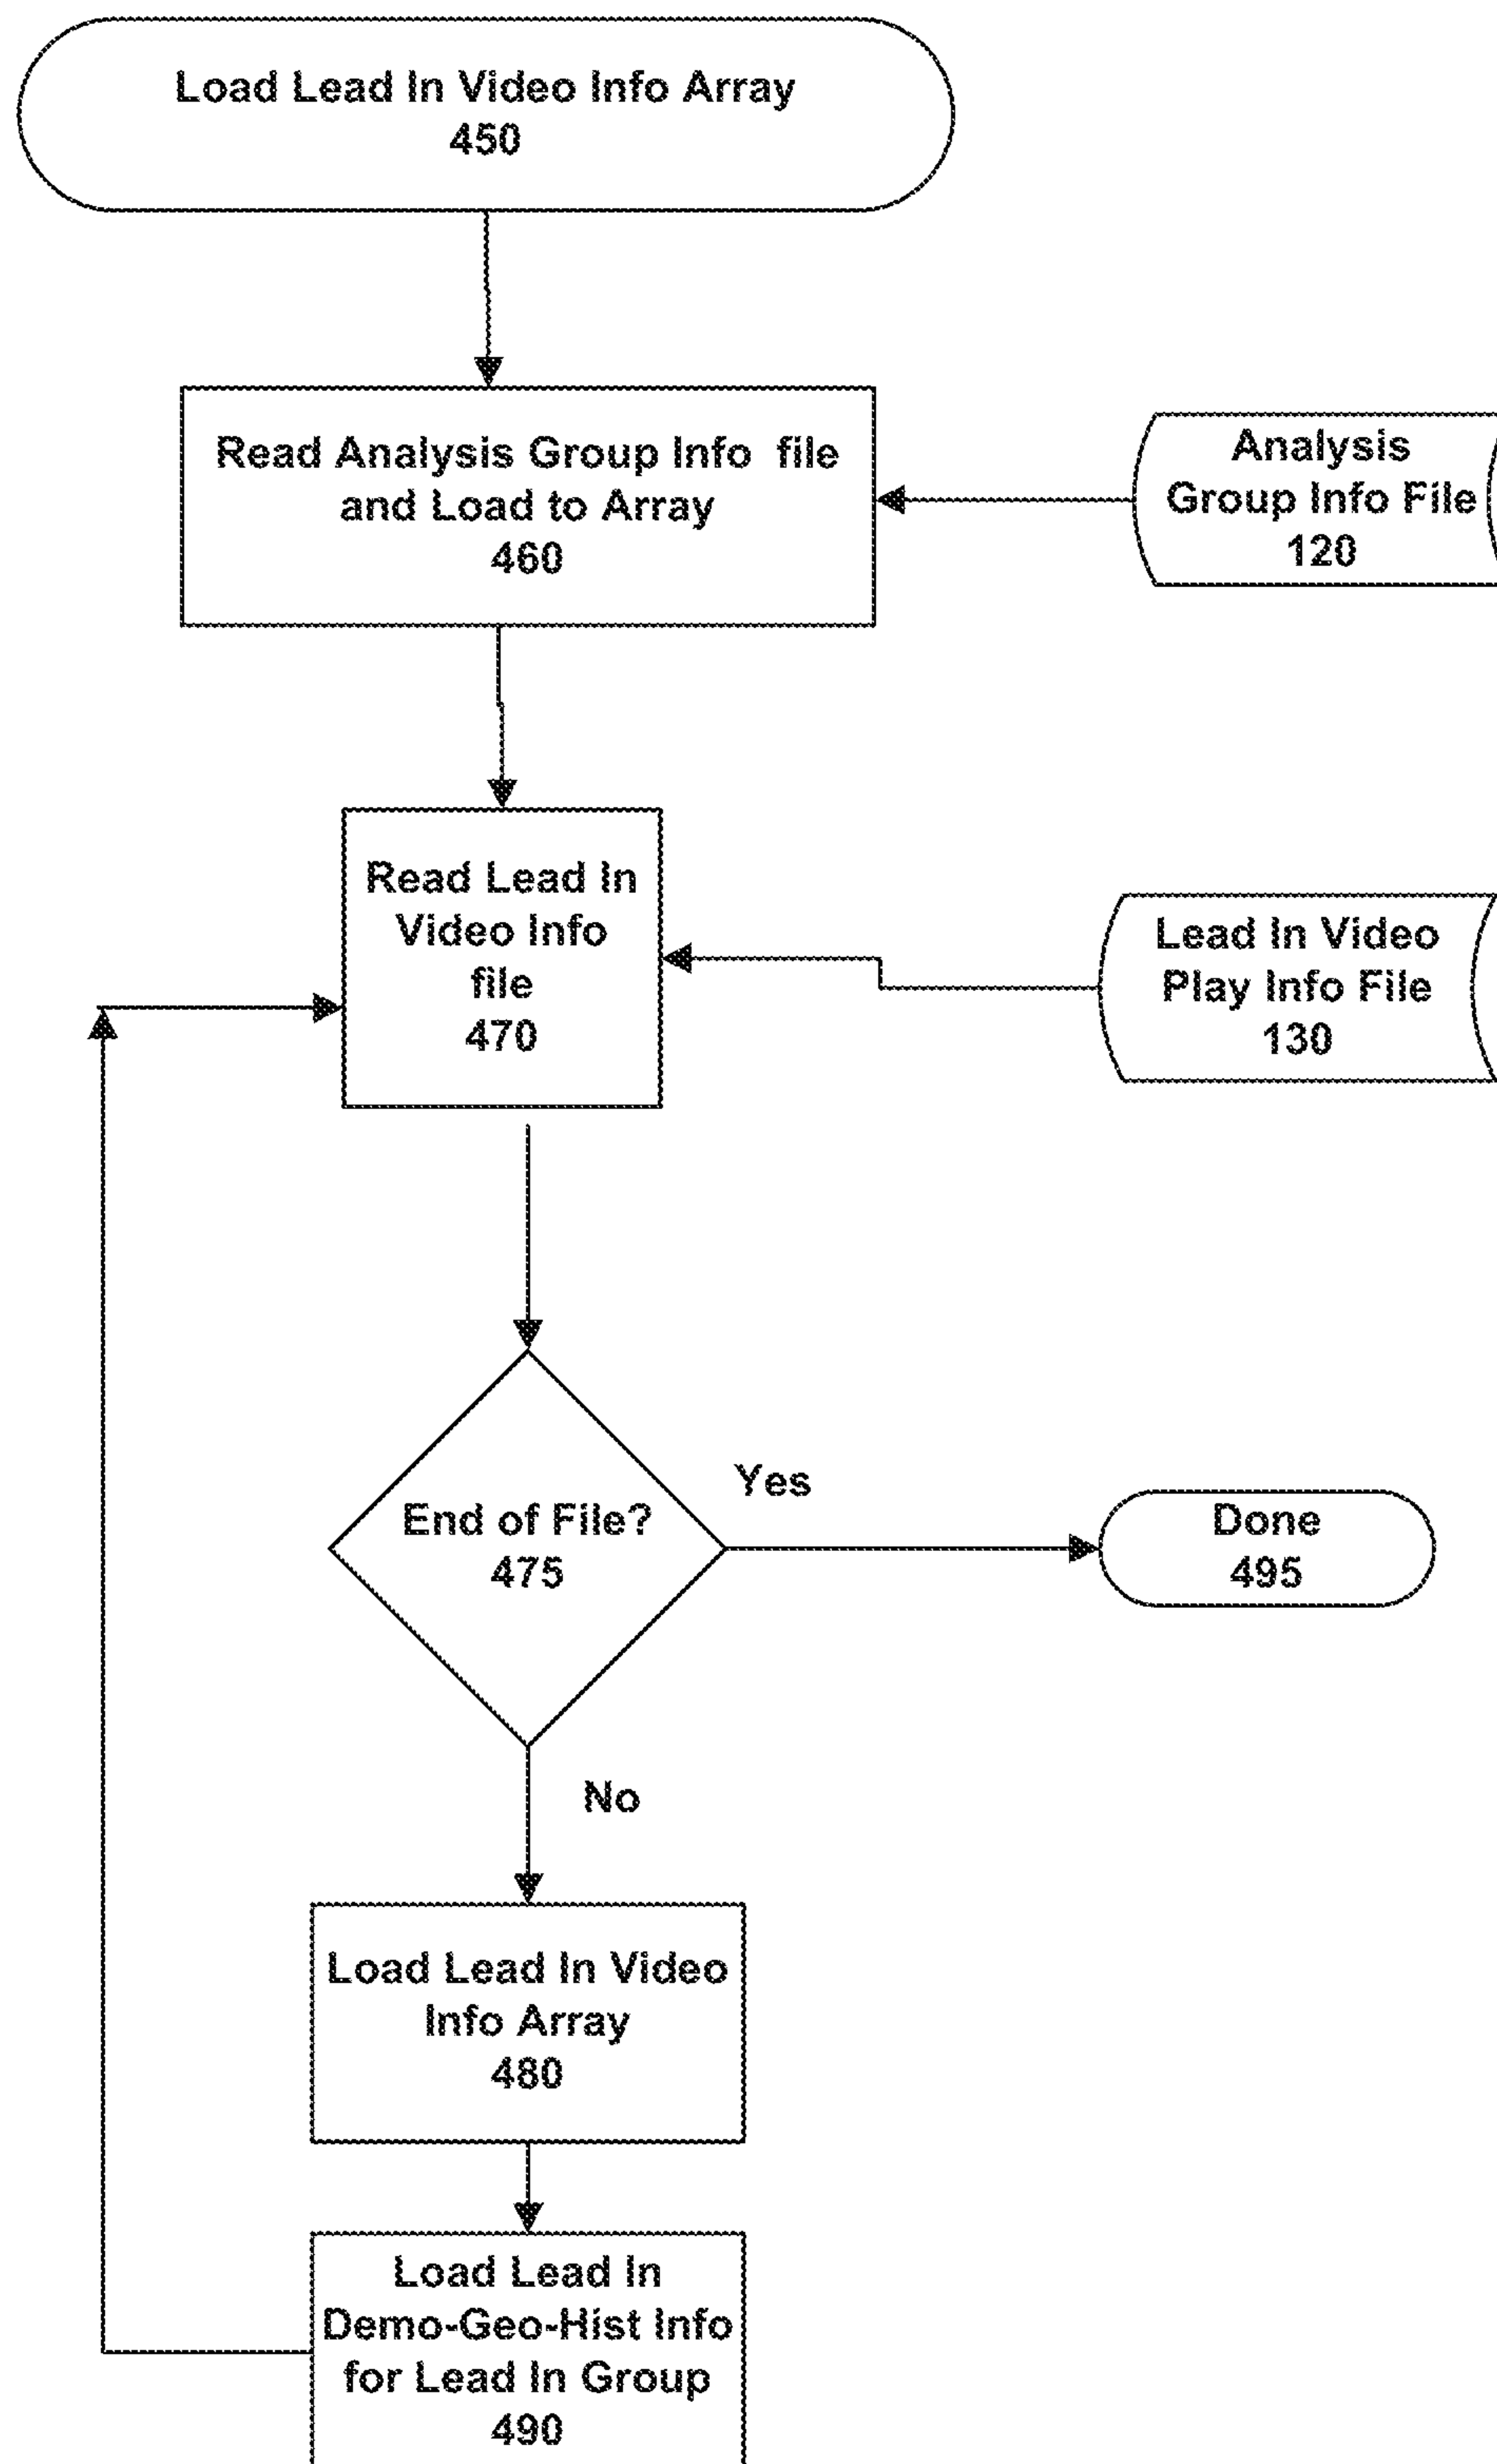 Load Lead In Video Info Array
450
Read Analysis Group Info file
and Load to Array
460
Analysis
Group Info File
120
Read Lead In
Video Info
file
470
Lead In Video
Play Info File
130
End of File?
475
Yes
Done
495
No
Load Lead In Video
Info Array
480
Load Lead In
Demo-Geo-Hist Info
for Lead In Group
490